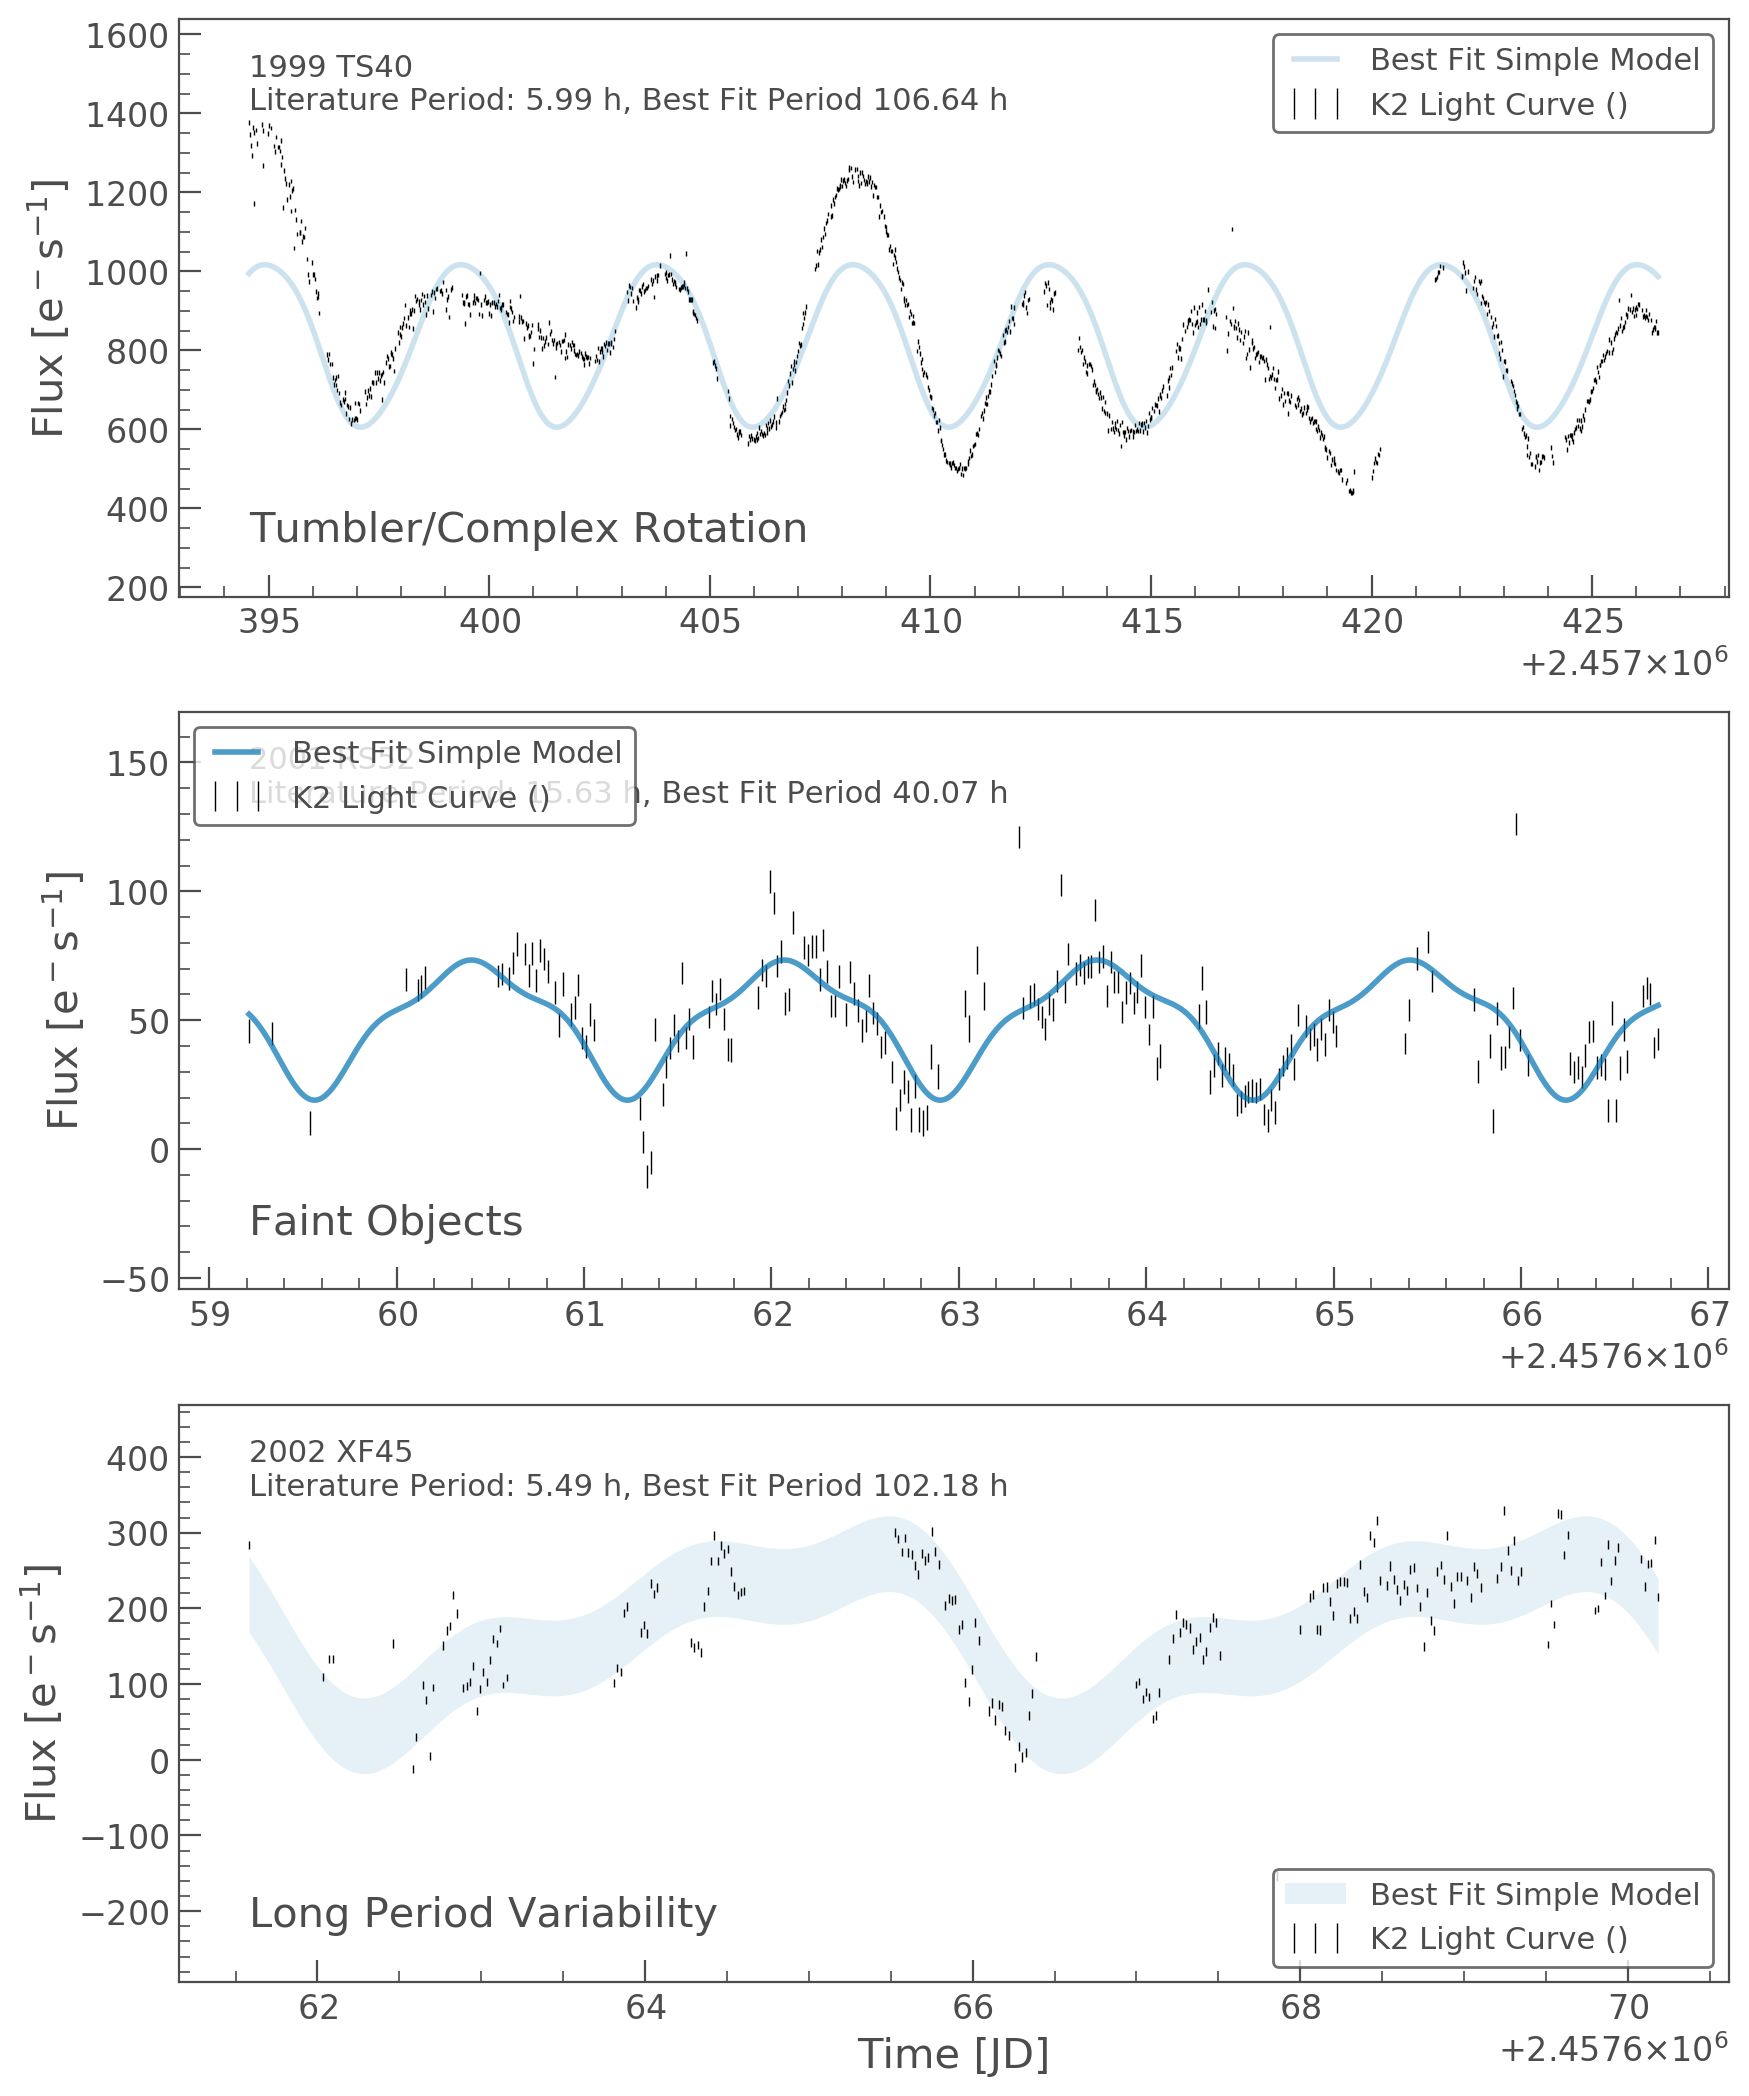 1600
1400
1200
1000
800
600
400
200
Flux [e⁻ s⁻¹]
1999 TS40
Literature Period: 5.99 h, Best Fit Period 106.64 h
Best Fit Simple Model
K2 Light Curve ()
Tumbler/Complex Rotation
395 400 405 410 415 420 425
+2.457×10⁶
150
100
50
0
−50
Flux [e⁻ s⁻¹]
Best Fit Simple Model
K2 Light Curve ()
2001 RS52
Literature Period: 15.63 h, Best Fit Period 40.07 h
Faint Objects
59 60 61 62 63 64 65 66 67
+2.4576×10⁶
400
300
200
100
0
−100
−200
Flux [e⁻ s⁻¹]
2002 XF45
Literature Period: 5.49 h, Best Fit Period 102.18 h
Long Period Variability
Best Fit Simple Model
K2 Light Curve ()
62 64 66 68 70
Time [JD]
+2.4576×10⁶